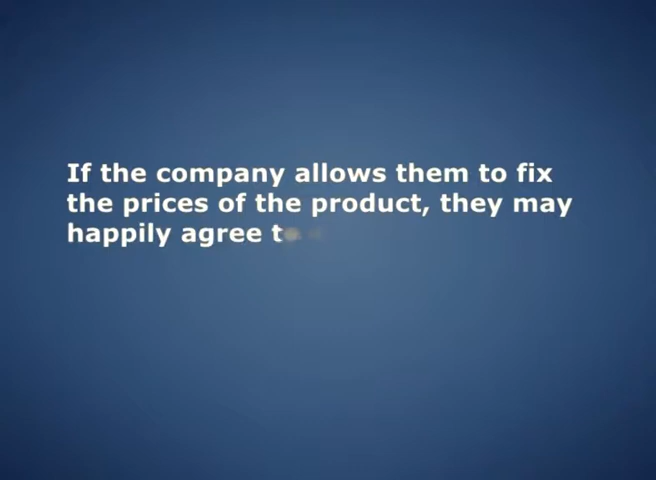 If the company allows them to fix
the prices of the product, they may
happily agree